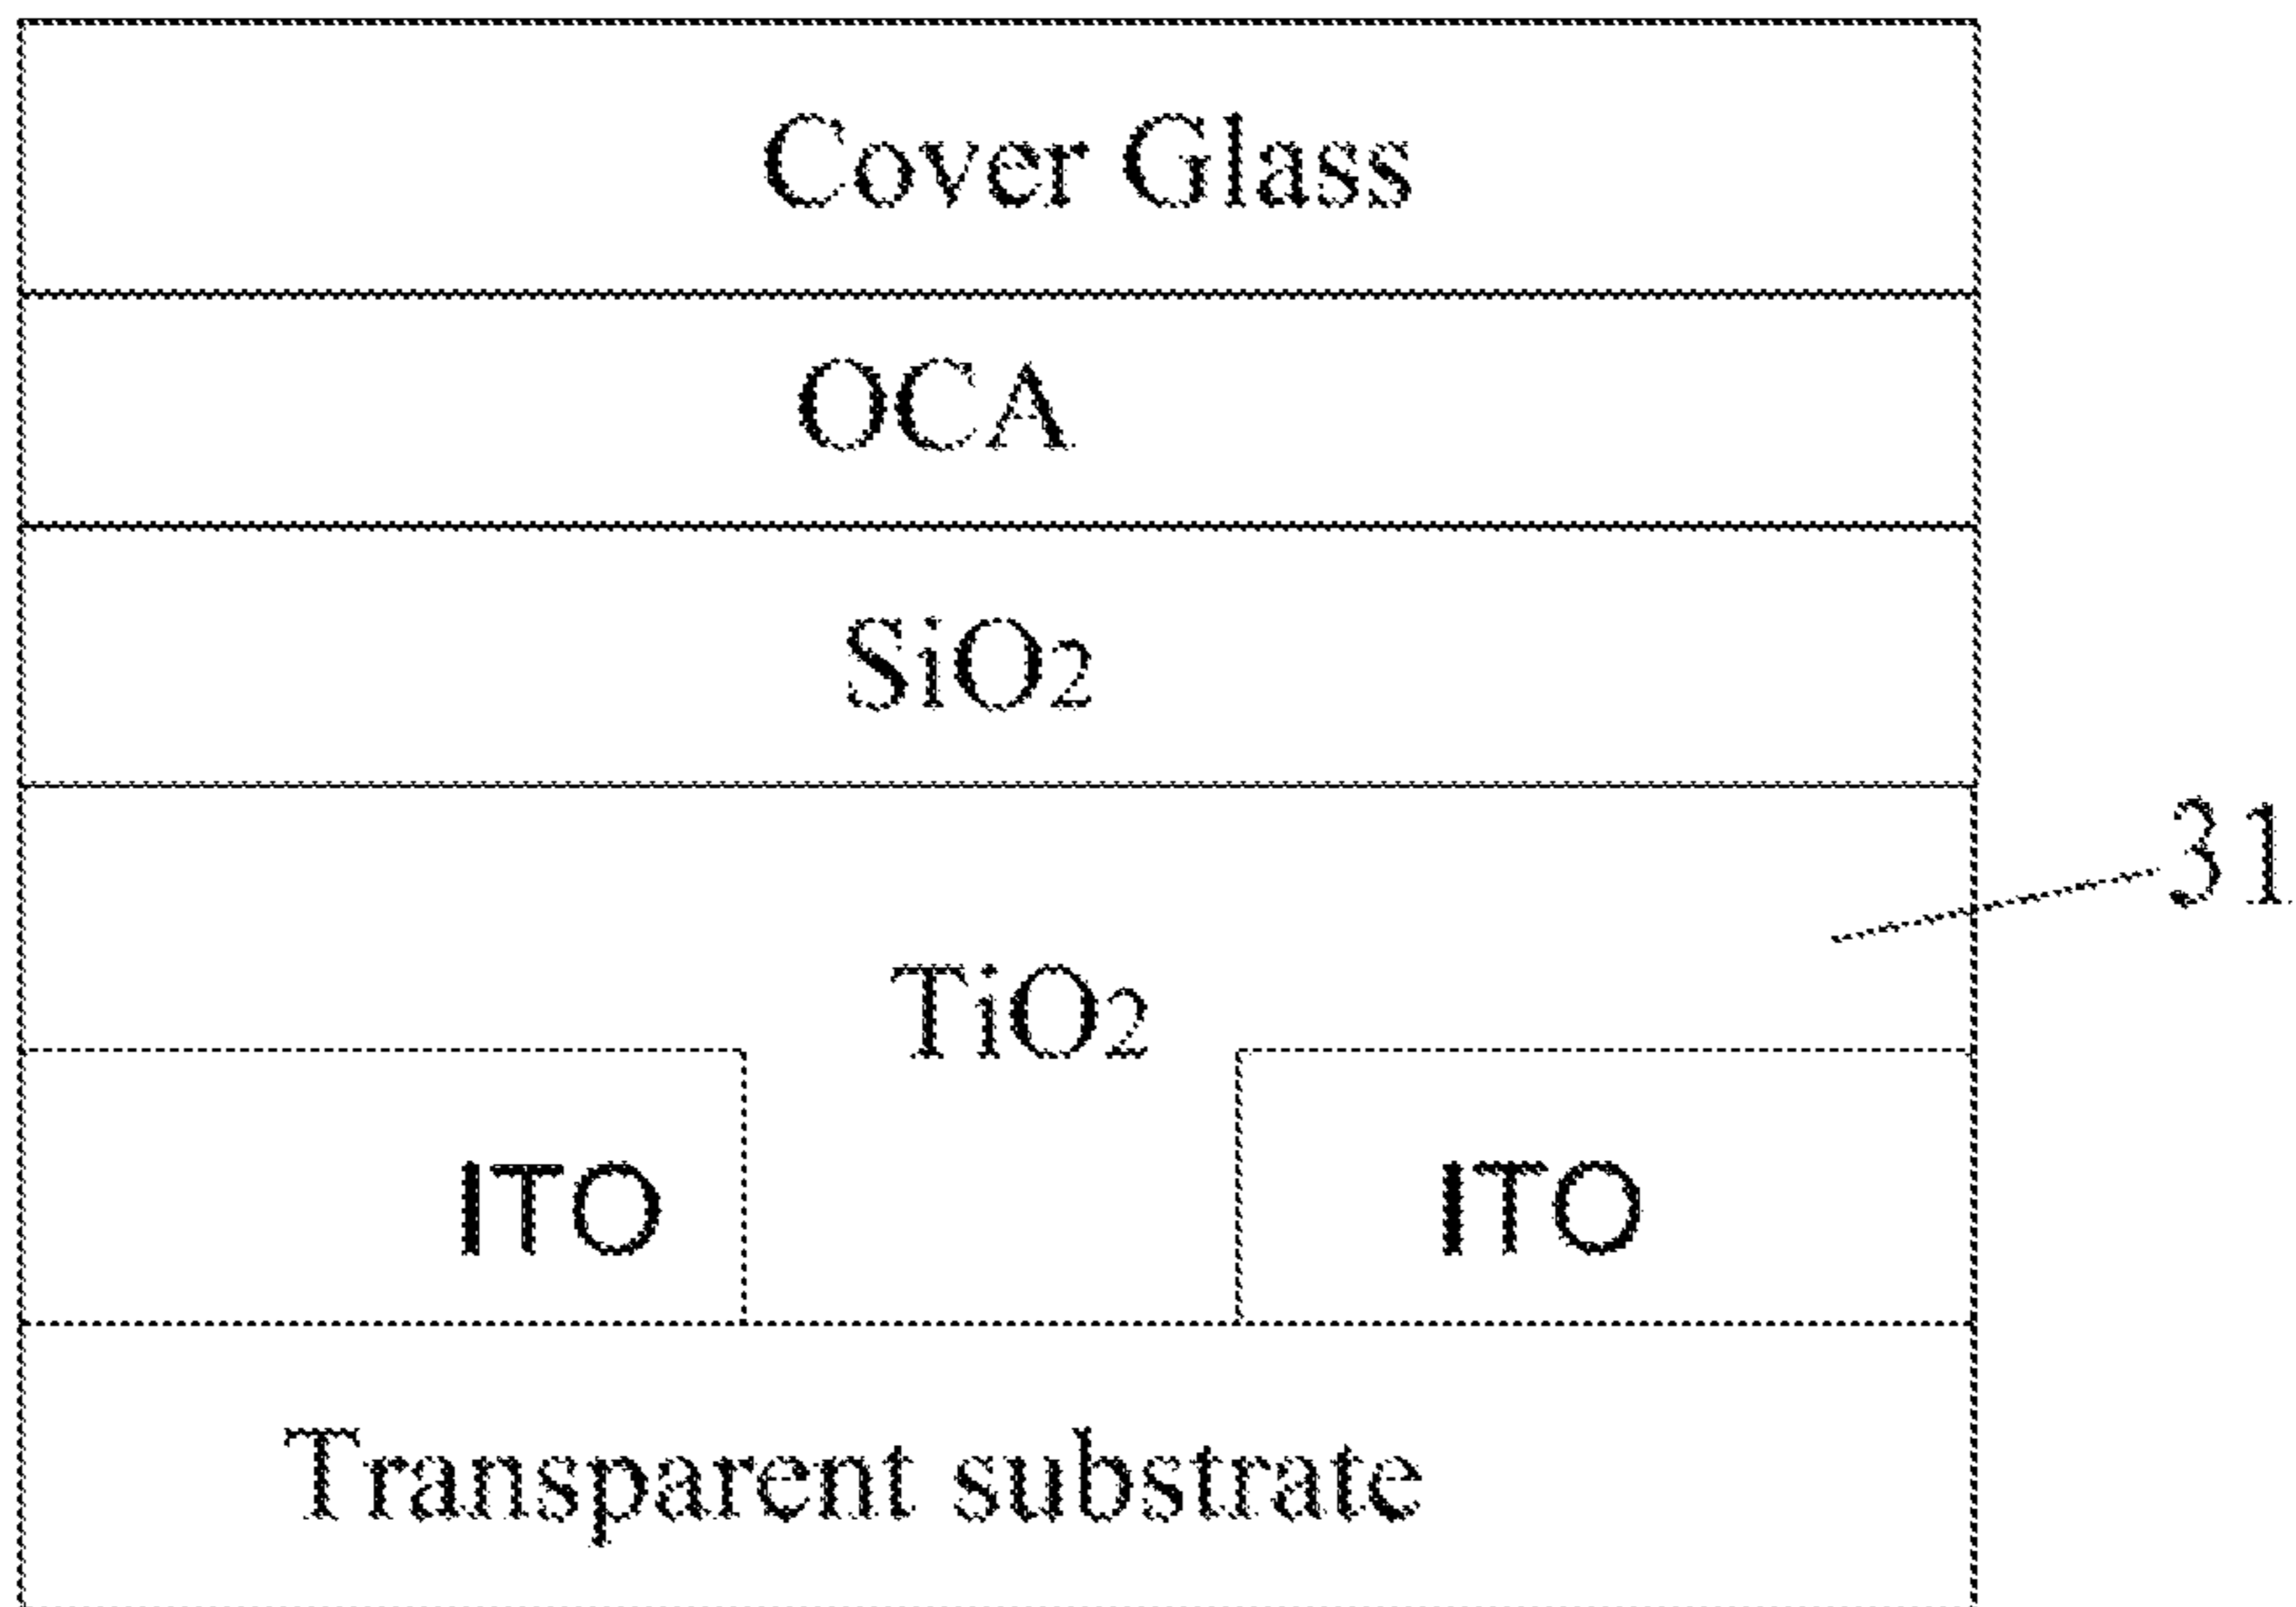 Cover Glass
OCA
SiO2
31
TiO2
ITO ITO
Transparent substrate